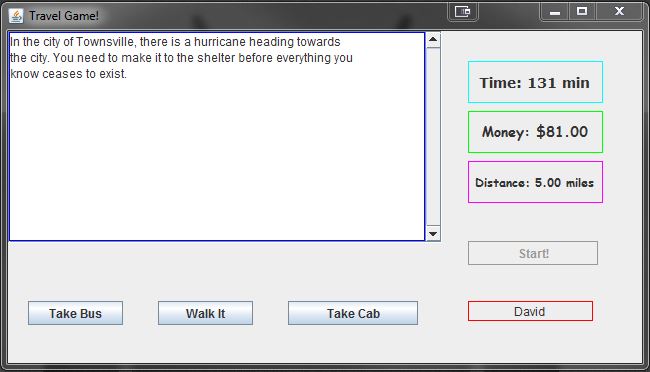 Travel Game!
In the city of Townsville, there is a hurricane heading towards
the city. You need to make it to the shelter before everything you
know ceases to exist.
Time: 131 min
Money: $81.00
Distance: 5.00 miles
Start!
Take Bus
Walk It
Take Cab
David